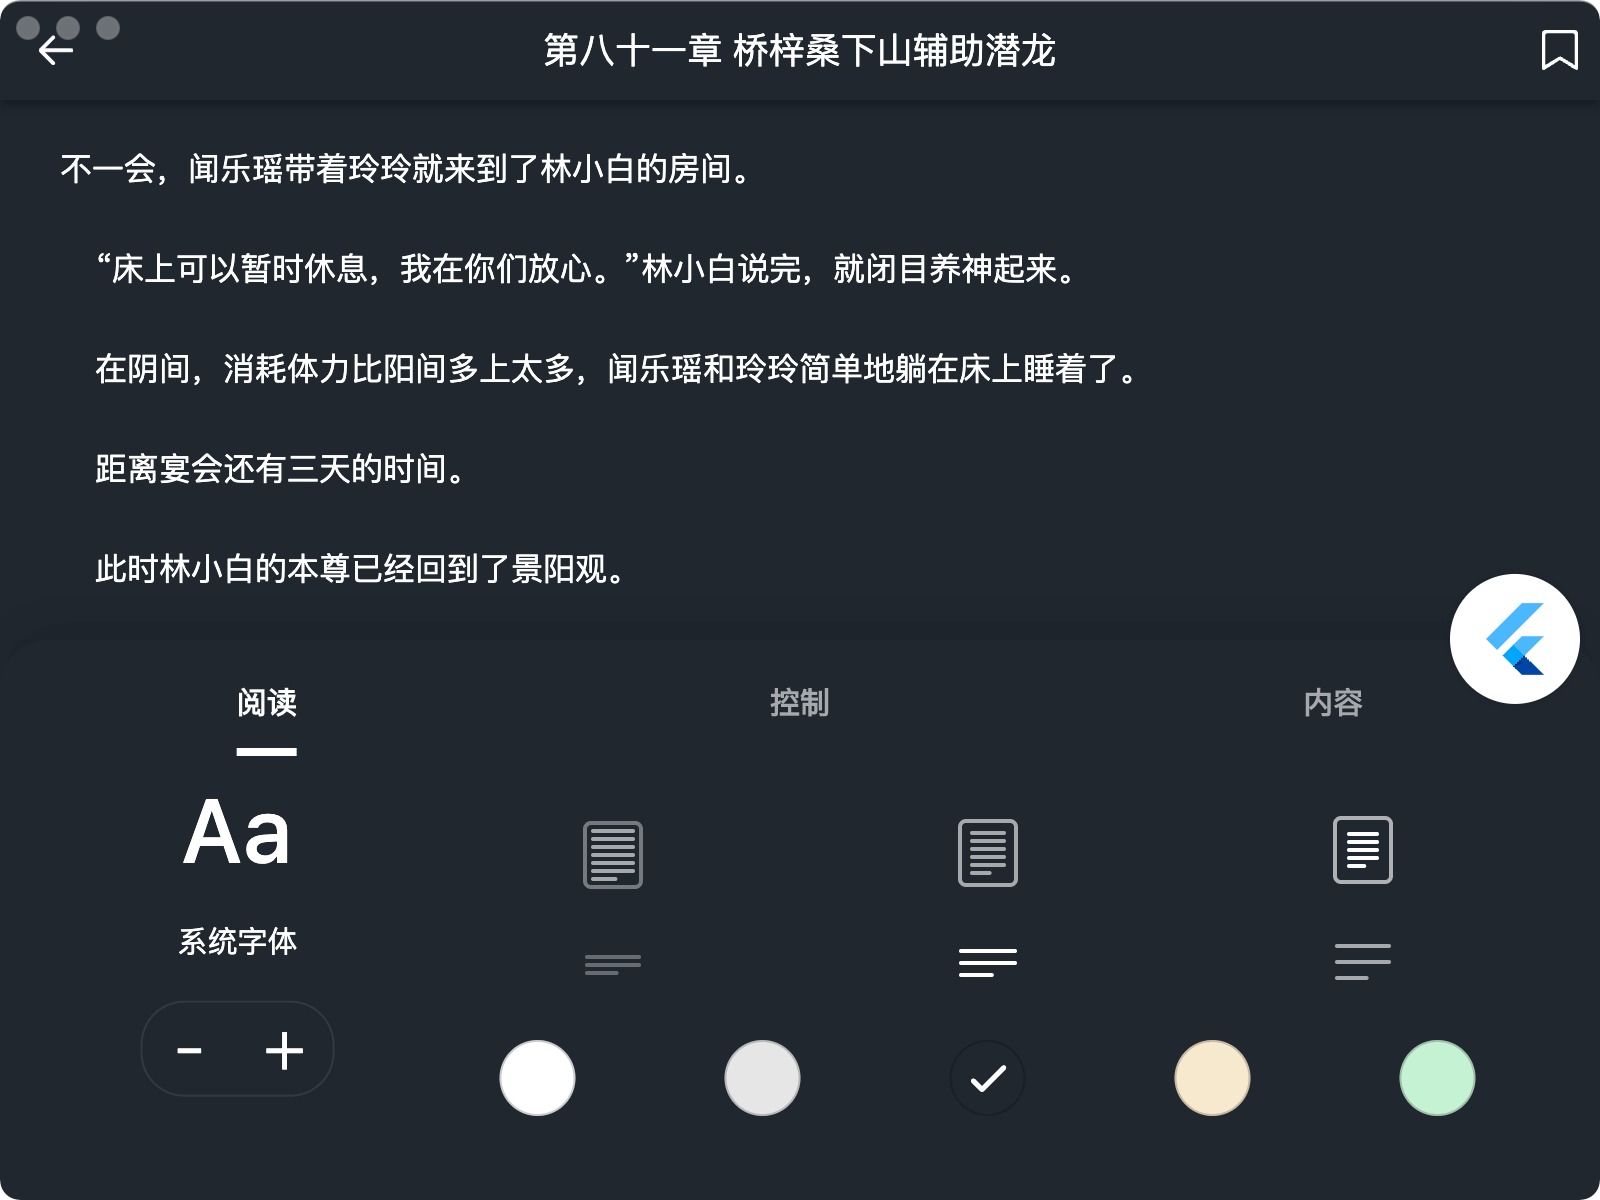 第八十一章 桥梓桑下山辅助潜龙
不一会，闻乐瑶带着玲玲就来到了林小白的房间。
“床上可以暂时休息，我在你们放心。”林小白说完，就闭目养神起来。
在阴间，消耗体力比阳间多上太多，闻乐瑶和玲玲简单地躺在床上睡着了。
距离宴会还有三天的时间。
此时林小白的本尊已经回到了景阳观。
阅读
控制
内容
Aa
系统字体
- +